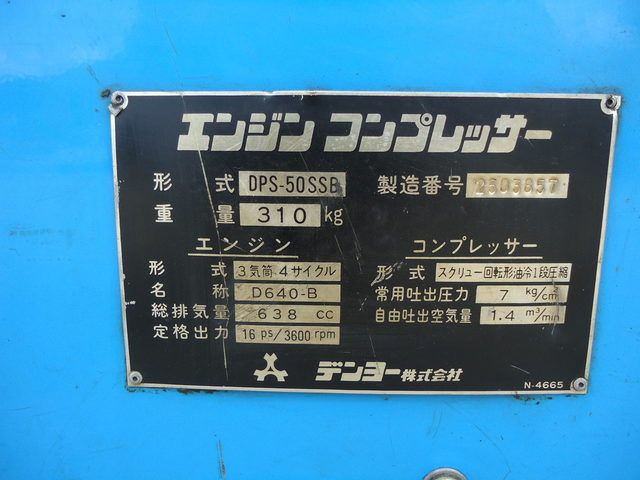 エンジン コンプレッサー
形 式 DPS-50SSB 製造番号 2503857
重 量 310 kg
エンジン
形 式 3気筒-4サイクル
名 称 D640-B
総排気量 638 cc
定格出力 16 ps/3600 rpm
コンプレッサー
形 式 スクリュー回転形油冷1段圧縮
常用吐出圧力 7 kg/cm²
自由吐出空気量 1.4 m³/min
デンヨー株式会社
N-4665